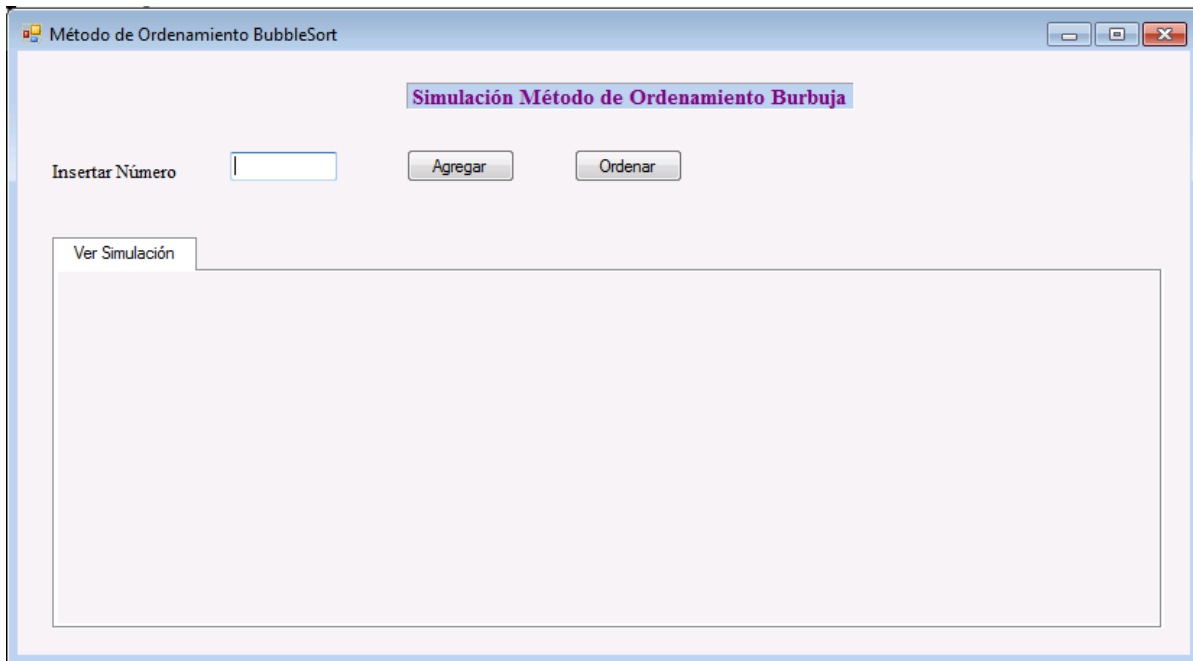 Método de Ordenamiento BubbleSort
Simulación Método de Ordenamiento Burbuja
Insertar Número Agregar Ordenar
Ver Simulación